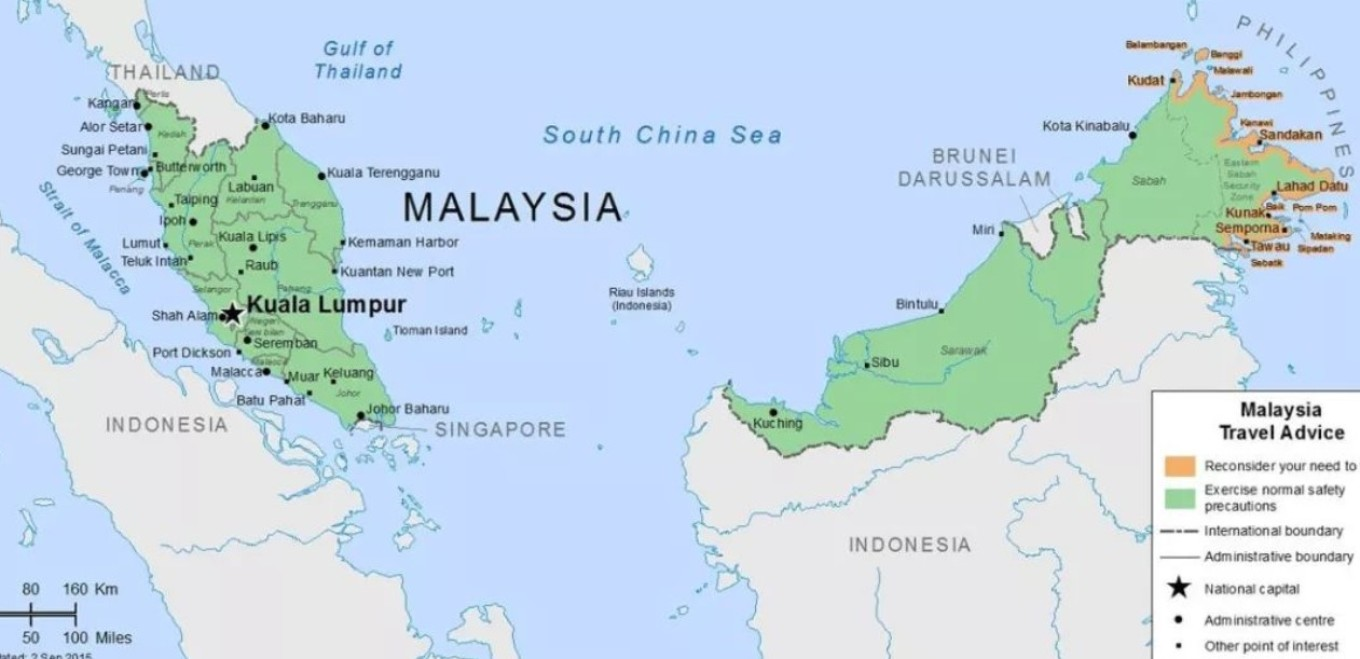 PHILIPPINES
Balambangan
Banggi
Malawali
Kudat
Jambongan
Gulf of
Thailand
THAILAND
Perlis
Kangar
Kota Baharu
Alor Setar
Kedah
Sungai Petani
George Town
Butterworth
Penang
Labuan
Kelantan
Kuala Terengganu
Trengganu
Taiping
Ipoh
Perak
Kuala Lipis
Lumut
Teluk Intan
Raub
Kemaman Harbor
Kuantan New Port
Selangor
Pahang
Strait of Malacca
Shah Alam
Kuala Lumpur
Negeri
Sembilan
Seremban
Tioman Island
Port Dickson
Malacca
Malacca
Muar
Keluang
Batu Pahat
Johor
Johor Baharu
SINGAPORE
INDONESIA
South China Sea
MALAYSIA
Riau Islands
(Indonesia)
BRUNEI
DARUSSALAM
Kota Kinabalu
Kanawi
Sandakan
Sabah
Eastern
Sabah
Security
Zone
Lahad Datu
Baik
Pom Pom
Kunak
Semporna
Mataking
Tawau
Sipadan
Sebatik
Miri
Bintulu
Sibu
Sarawak
Kuching
INDONESIA
Malaysia
Travel Advice
Reconsider your need to
Exercise normal safety
precautions
International boundary
Administrative boundary
National capital
Administrative centre
Other point of interest
80 160 Km
50 100 Miles
2 Sep 2015